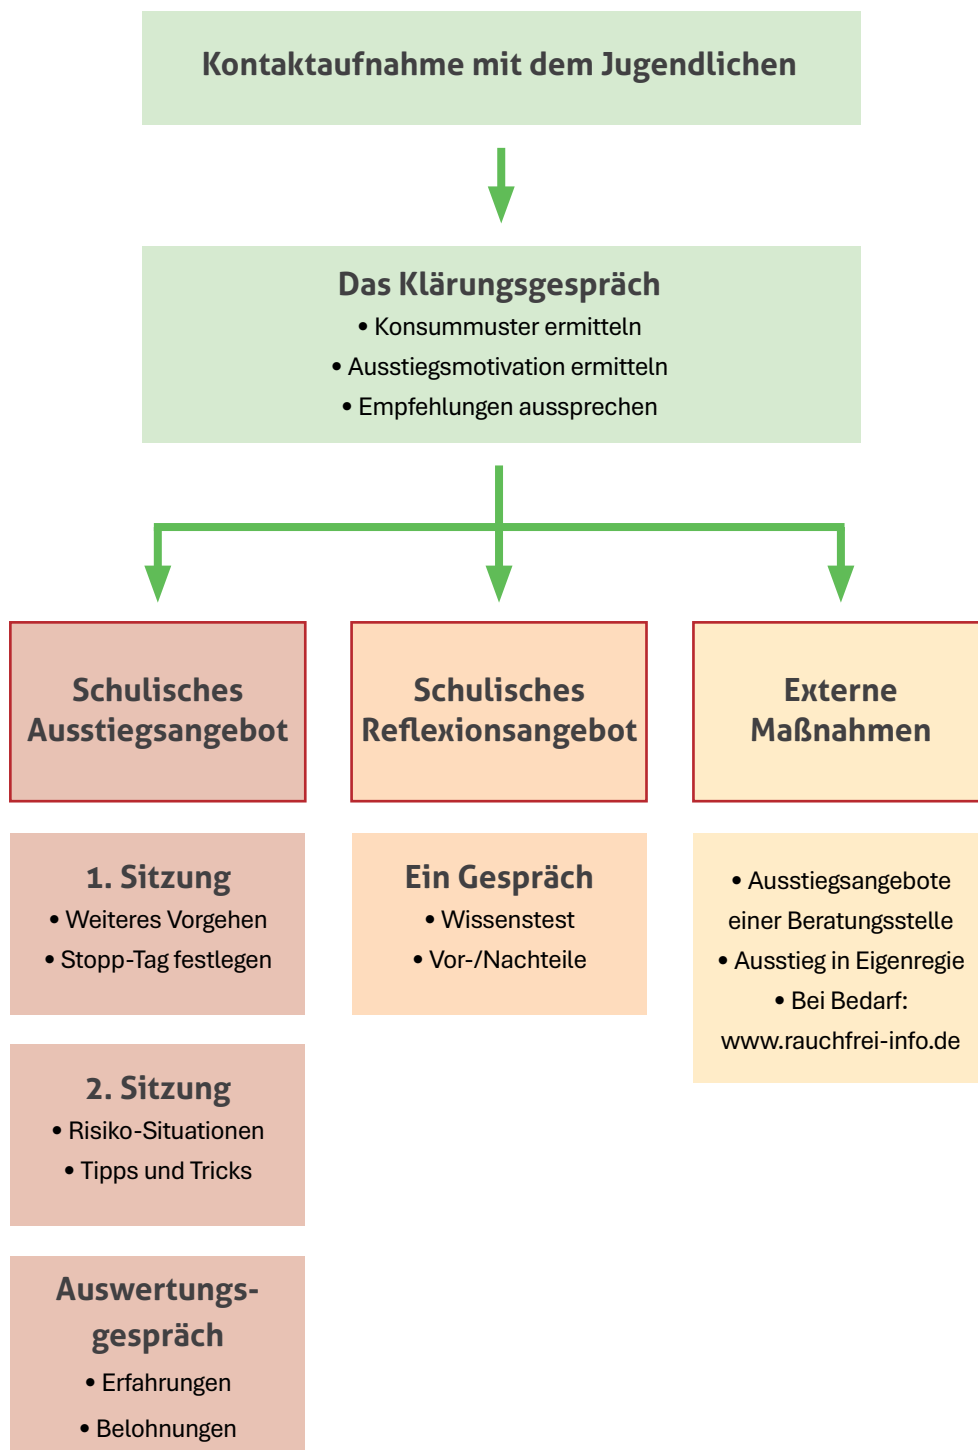 Kontaktaufnahme mit dem Jugendlichen
Das Klärungsgespräch
• Konsummuster ermitteln
• Ausstiegsmotivation ermitteln
• Empfehlungen aussprechen
Schulisches
Ausstiegsangebot
1. Sitzung
• Weiteres Vorgehen
• Stopp-Tag festlegen
2. Sitzung
• Risiko-Situationen
• Tipps und Tricks
Auswertungs-
gespräch
• Erfahrungen
• Belohnungen
Schulisches
Reflexionsangebot
Ein Gespräch
• Wissenstest
• Vor-/Nachteile
Externe
Maßnahmen
• Ausstiegsangebote
einer Beratungsstelle
• Ausstieg in Eigenregie
• Bei Bedarf:
www.rauchfrei-info.de